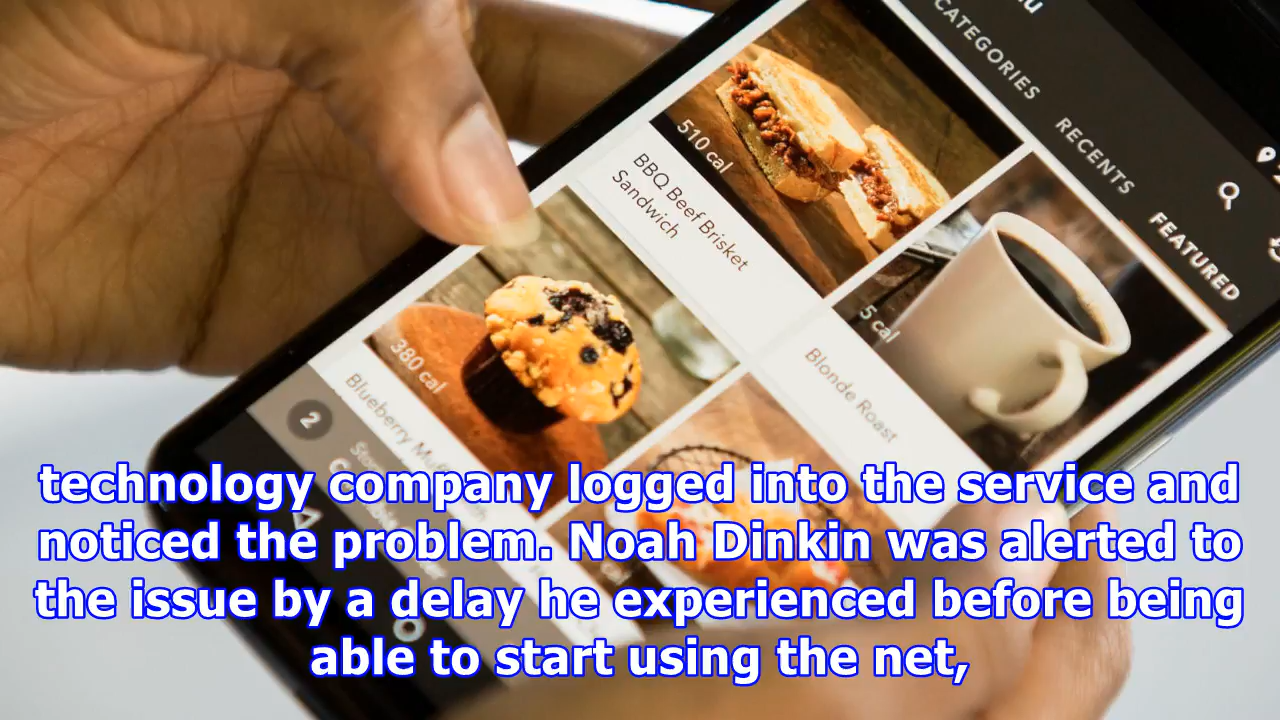 CATEGORIES
RECENTS
FEATURED
510 cal
BBQ Beef Brisket
Sandwich
5 cal
Blonde Roast
380 cal
Blueberry
2
technology company logged into the service and
noticed the problem. Noah Dinkin was alerted to
the issue by a delay he experienced before being
able to start using the net,